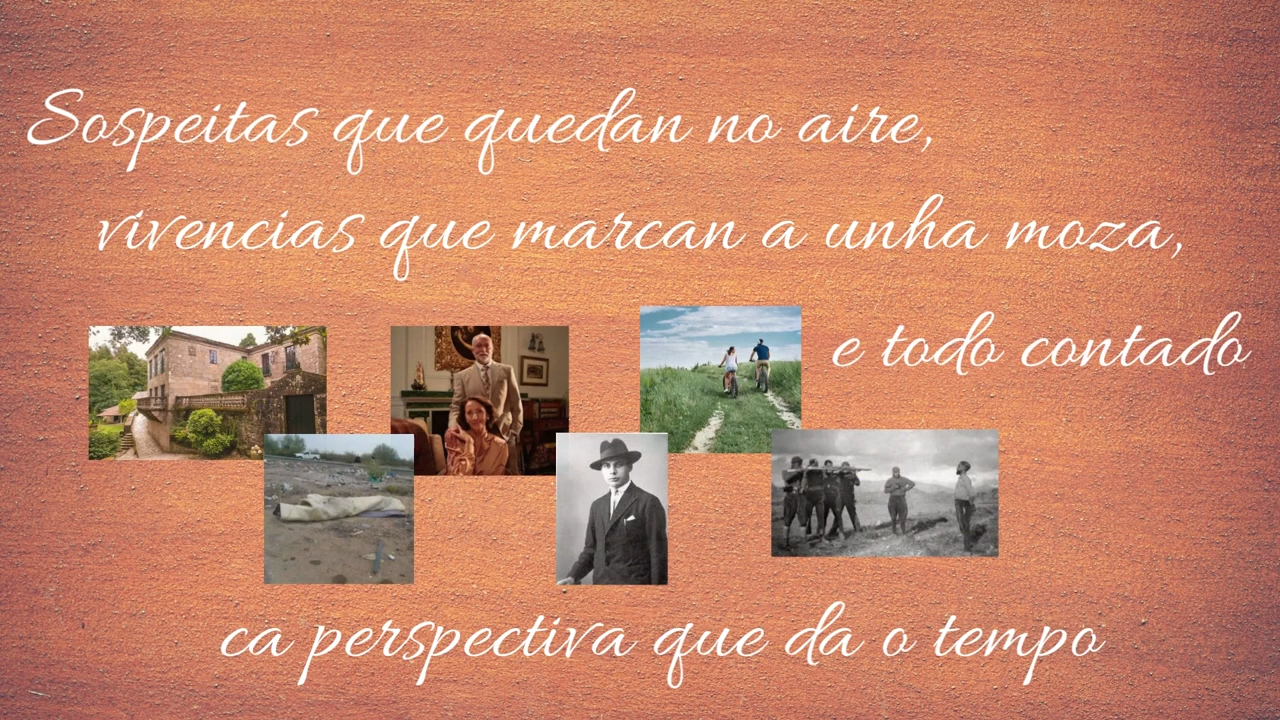 Sospeitas que quedan no aire,
vivencias que marcan a unha moza,
e todo contado
ca perspectiva que da o tempo